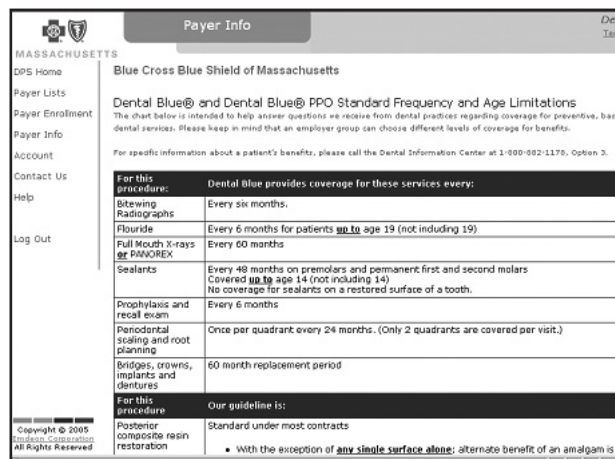 Payer Info
De
MASSACHUSETTS
DPS Home
Payer Lists
Payer Enrollment
Payer Info
Account
Contact Us
Help
Log Out
Copyright © 2005
Emdeon Corporation
All Rights Reserved
Blue Cross Blue Shield of Massachusetts
Dental Blue® and Dental Blue® PPO Standard Frequency and Age Limitations
The chart below is intended to help answer questions we receive from dental practices regarding coverage for preventive, bas
dental services. Please keep in mind that an employer group can choose different levels of coverage for benefits.
For specific information about a patient's benefits, please call the Dental Information Center at 1-800-882-1178, Option 3.
For this
procedure:
Dental Blue provides coverage for these services every:
Bitewing
Radiographs
Every six months.
Flouride
Every 6 months for patients up to age 19 (not including 19)
Full Mouth X-rays
or PANOREX
Every 60 months
Sealants
Every 48 months on premolars and permanent first and second molars
Covered up to age 14 (not including 14)
No coverage for sealants on a restored surface of a tooth.
Prophylaxis and
recall exam
Every 6 months
Periodontal
scaling and root
planning
Once per quadrant every 24 months. (Only 2 quadrants are covered per visit.)
Bridges, crowns,
implants and
dentures
60 month replacement period
For this
procedure
Our guideline is:
Posterior
composite resin
restoration
Standard under most contracts
• With the exception of any single surface alone; alternate benefit of an amalgam is